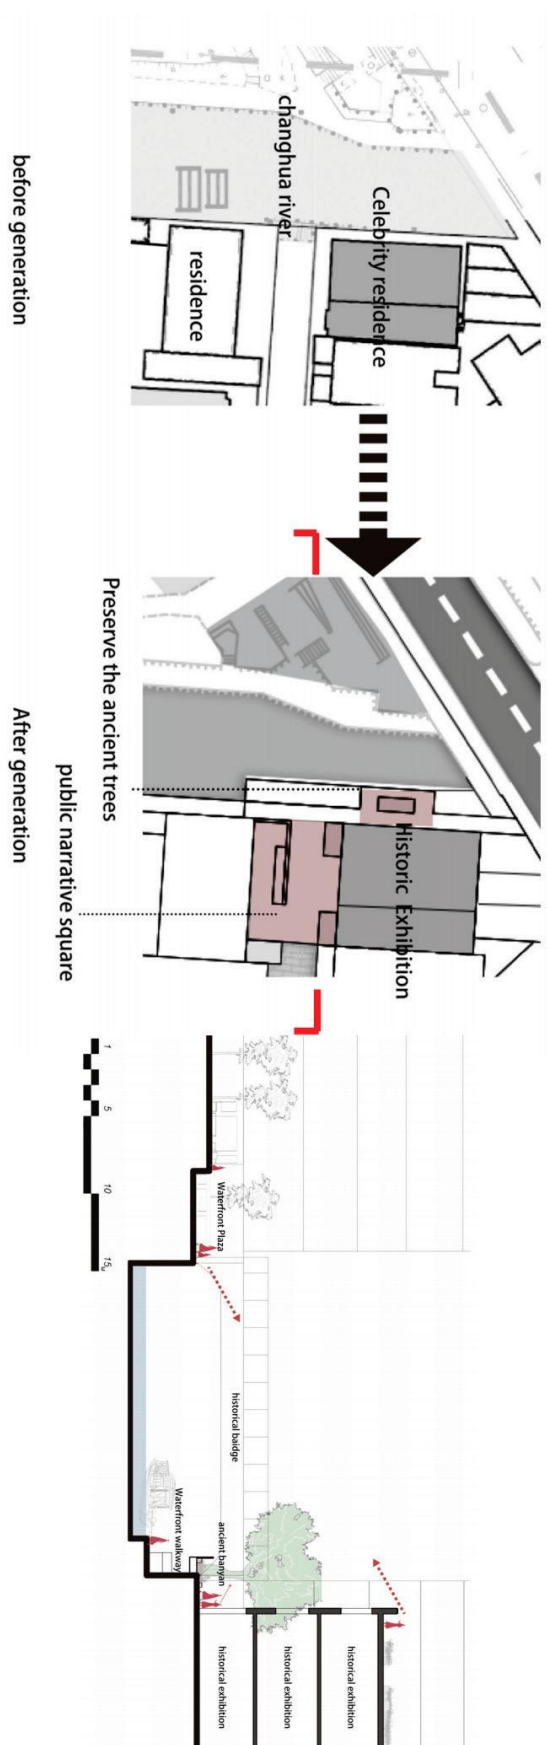 changhua river
Celebrity residence
residence
before generation
Preserve the ancient trees
public narrative square
Historic Exhibition
After generation
1
5
10
15
Waterfront Plaza
historical baidge
Waterfront walkway
ancient banyan
historical exhibition
historical exhibition
historical exhibition